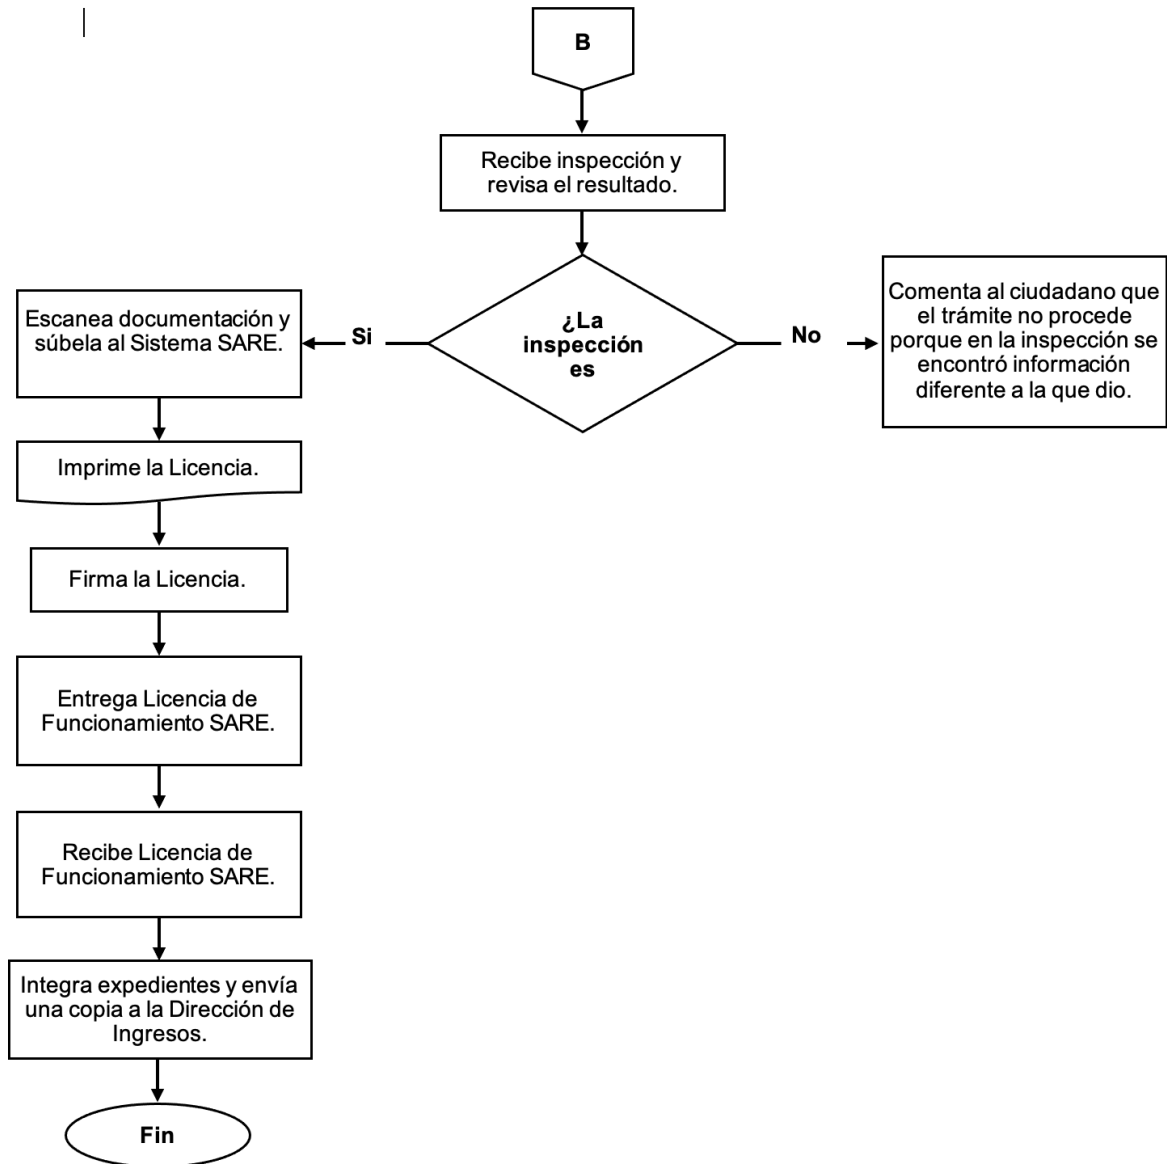 B
Recibe inspección y
revisa el resultado.
¿La
inspección
es
Si
No
Escanea documentación y
súbela al Sistema SARE.
Comenta al ciudadano que
el trámite no procede
porque en la inspección se
encontró información
diferente a la que dio.
Imprime la Licencia.
Firma la Licencia.
Entrega Licencia de
Funcionamiento SARE.
Recibe Licencia de
Funcionamiento SARE.
Integra expedientes y envía
una copia a la Dirección de
Ingresos.
Fin